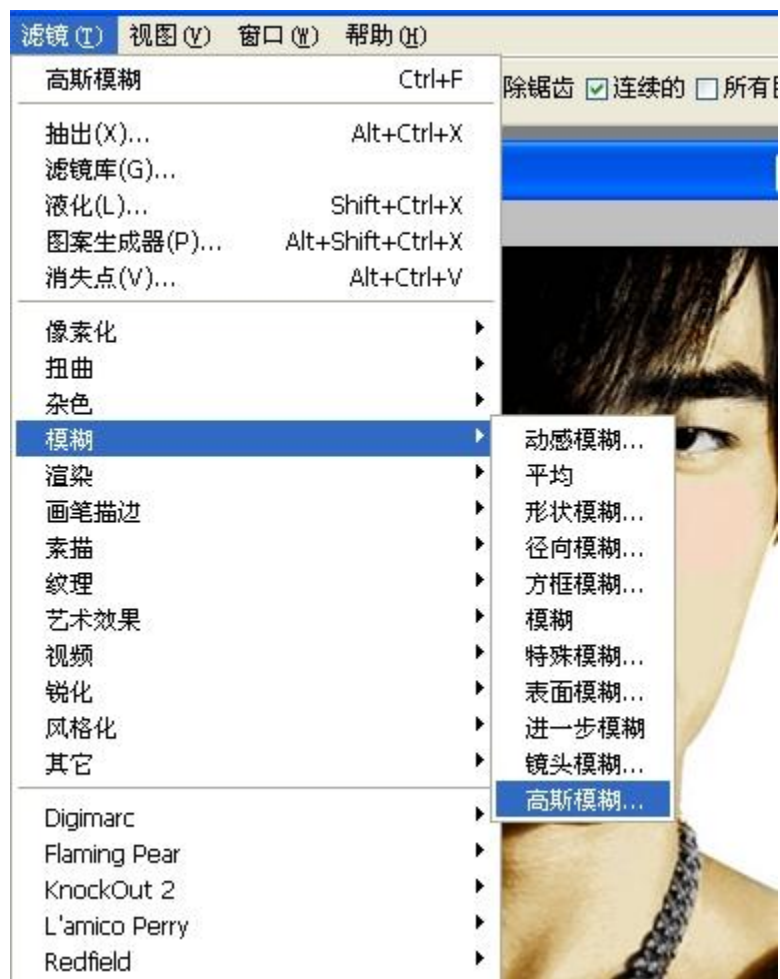 滤镜(T) 视图(V) 窗口(W) 帮助(H)
高斯模糊 Ctrl+F
除锯齿 连续的 所有
抽出(X)... Alt+Ctrl+X
滤镜库(G)...
液化(L)... Shift+Ctrl+X
图案生成器(P)... Alt+Shift+Ctrl+X
消失点(V)... Alt+Ctrl+V
像素化
扭曲
杂色
模糊
渲染
画笔描边
素描
纹理
艺术效果
视频
锐化
风格化
其它
Digimarc
Flaming Pear
KnockOut 2
L'amico Perry
Redfield
动感模糊...
平均
形状模糊...
径向模糊...
方框模糊...
模糊
特殊模糊...
表面模糊...
进一步模糊
镜头模糊...
高斯模糊...